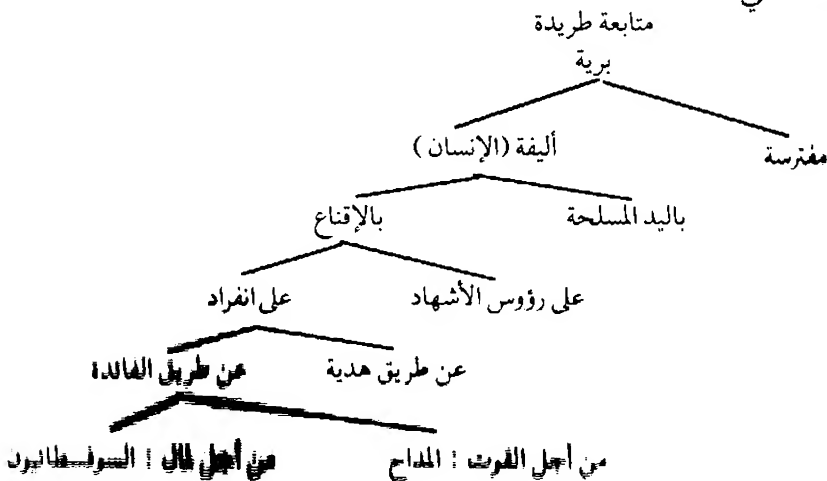 متابعة طريدة
برية
مفترسة
أليفة (الإنسان)
باليد المسلحة
بالإقناع
على رؤوس الأشهاد
على انفراد
عن طريق هدية
عن طريق الفائدة
من أجل القوت : المداح
من أجل المال : السوفسطائيون